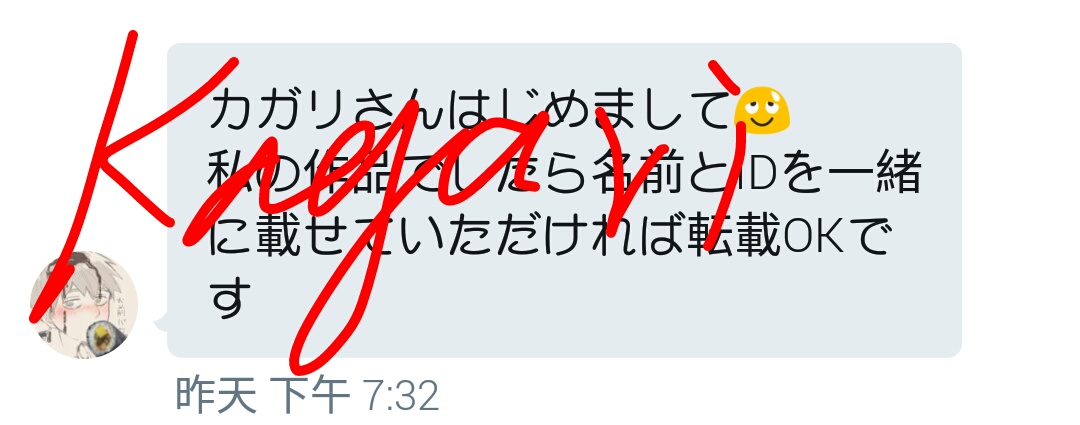 カガリさんはじめまして🙄
私の作品でしたら名前とIDを一緒
に載せていただければ転載OKで
す
昨天 下午 7:32
Kagari